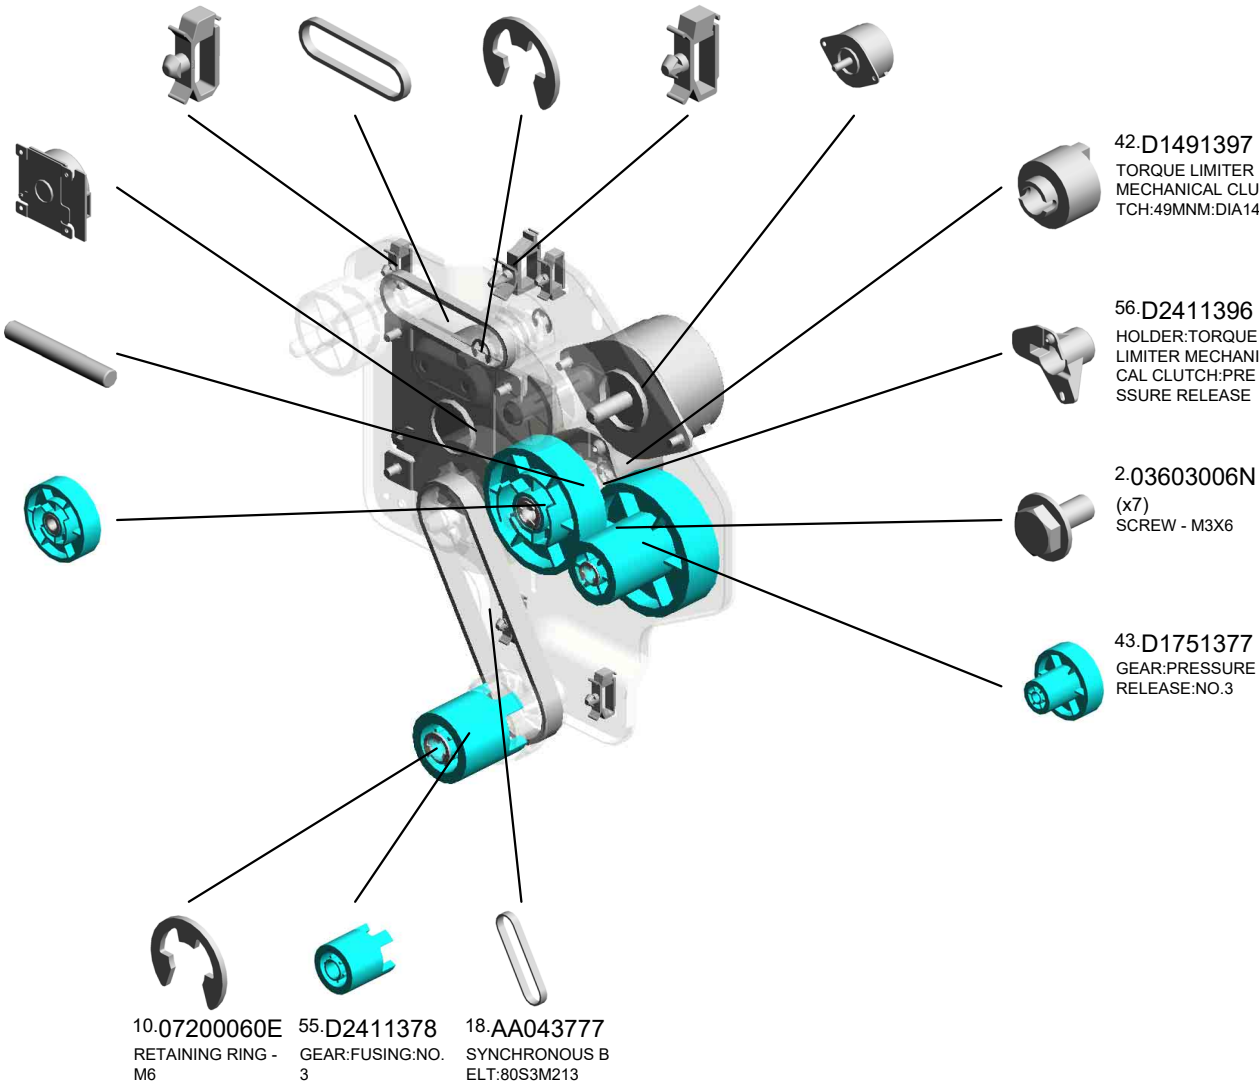 42.D1491397
TORQUE LIMITER
MECHANICAL CLU
TCH:49MNM:DIA14
56.D2411396
HOLDER:TORQUE
LIMITER MECHANI
CAL CLUTCH:PRE
SSURE RELEASE
2.03603006N
(x7)
SCREW - M3X6
43.D1751377
GEAR:PRESSURE
RELEASE:NO.3
10.07200060E
RETAINING RING -
M6
55.D2411378
GEAR:FUSING:NO.
3
18.AA043777
SYNCHRONOUS B
ELT:80S3M213